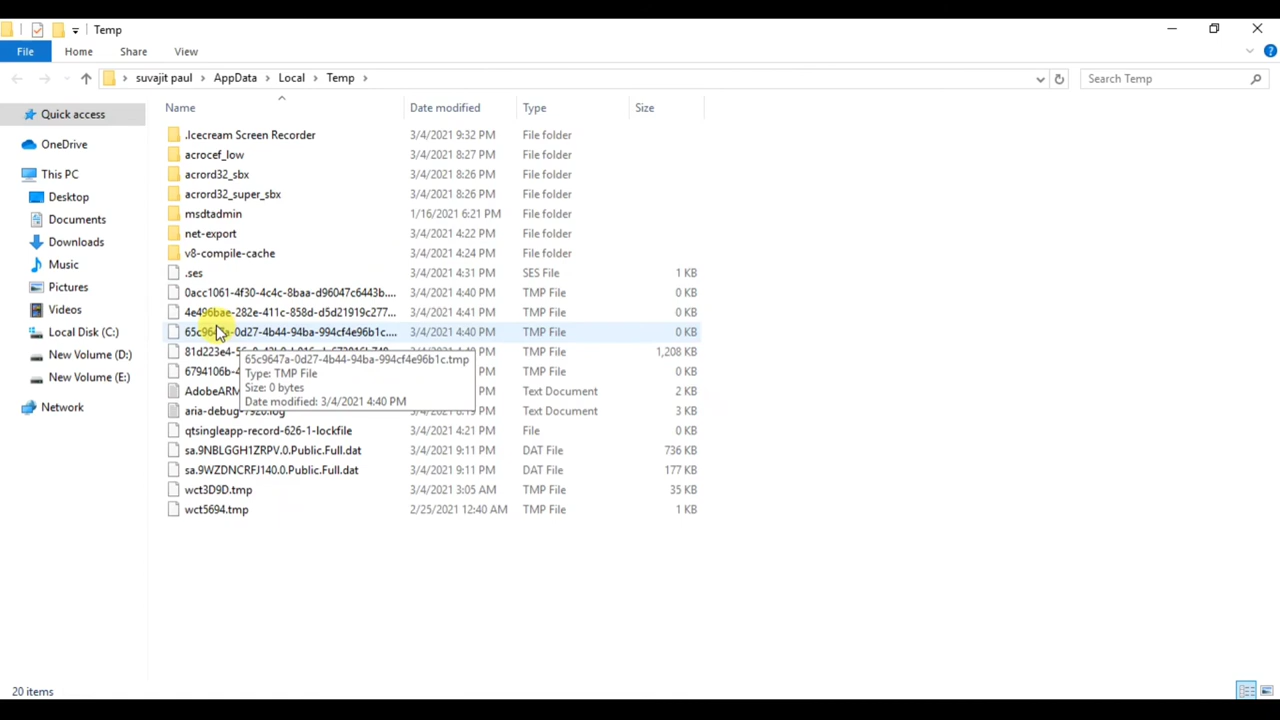 Temp
File Home Share View
suvajit paul AppData Local Temp Search Temp
Name Date modified Type Size
Quick access
OneDrive
This PC
Desktop
Documents
Downloads
Music
Pictures
Videos
Local Disk (C:)
New Volume (D:)
New Volume (E:)
Network
.Icecream Screen Recorder 3/4/2021 9:32 PM File folder
acrocef_low 3/4/2021 8:27 PM File folder
acrord32_sbx 3/4/2021 8:26 PM File folder
acrord32_super_sbx 3/4/2021 8:26 PM File folder
msdtadmin 1/16/2021 6:21 PM File folder
net-export 3/4/2021 4:22 PM File folder
v8-compile-cache 3/4/2021 4:24 PM File folder
.ses 3/4/2021 4:31 PM SES File 1 KB
0acc1061-4f30-4c4c-8baa-d96047c6443b.... 3/4/2021 4:40 PM TMP File 0 KB
4e496bae-282e-411c-858d-d5d21919c277... 3/4/2021 4:41 PM TMP File 0 KB
65c9647a-0d27-4b44-94ba-994cf4e96b1c.... 3/4/2021 4:40 PM TMP File 0 KB
TMP File 1,208 KB
6794106b-4 PM TMP File 0 KB
AdobeARM PM Text Document 2 KB
PM Text Document 3 KB
qtsingleapp-record-626-1-lockfile 3/4/2021 4:21 PM File 0 KB
sa.9NBLGGH1ZRPV.0.Public.Full.dat 3/4/2021 9:11 PM DAT File 736 KB
sa.9WZDNCRFJ140.0.Public.Full.dat 3/4/2021 9:11 PM DAT File 177 KB
wct3D9D.tmp 3/4/2021 3:05 AM TMP File 35 KB
wct5694.tmp 2/25/2021 12:40 AM TMP File 1 KB
65c9647a-0d27-4b44-94ba-994cf4e96b1c.tmp
Type: TMP File
Size: 0 bytes
Date modified: 3/4/2021 4:40 PM
20 items